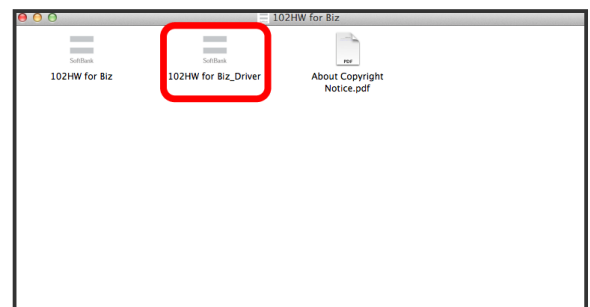 102HW for Biz
SoftBank
SoftBank
PDF
102HW for Biz
102HW for Biz_Driver
About Copyright
Notice.pdf